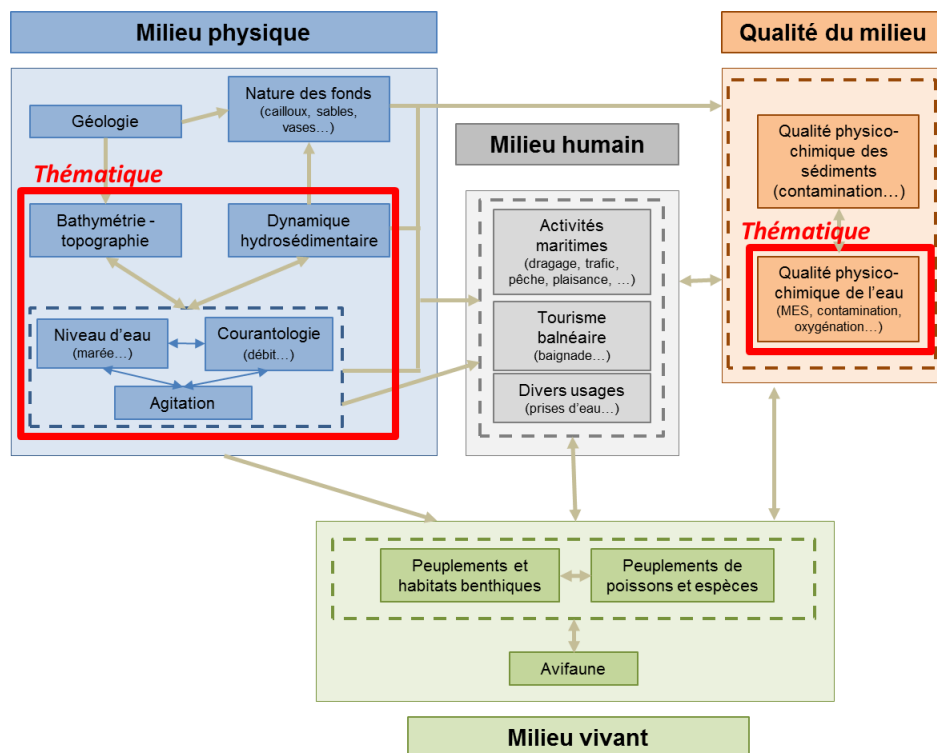 Milieu physique
Qualité du milieu
Nature des fonds
(cailloux, sables,
vases…)
Géologie
Thématique
Bathymétrie -
topographie
Dynamique
hydrosédimentaire
Niveau d’eau
(marée…)
Courantologie
(débit…)
Agitation
Milieu humain
Activités
maritimes
(dragage, trafic,
pêche, plaisance, …)
Tourisme
balnéaire
(baignade…)
Divers usages
(prises d’eau…)
Qualité physico-
chimique des
sédiments
(contamination…)
Thématique
Qualité physico-
chimique de l’eau
(MES, contamination,
oxygénation…)
Peuplements et
habitats benthiques
Peuplements de
poissons et espèces
Avifaune
Milieu vivant